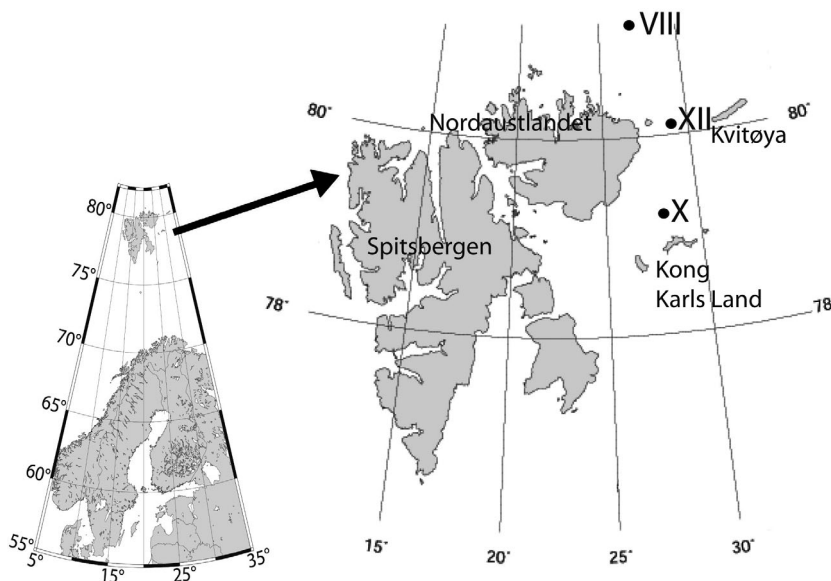 VIII
80°
80°
Nordaustlandet
XII
Kvitøya
X
Spitsbergen
Kong
Karls Land
78°
78°
15°
20°
25°
30°
80°
75°
70°
65°
60°
55°
5°
15°
25°
35°